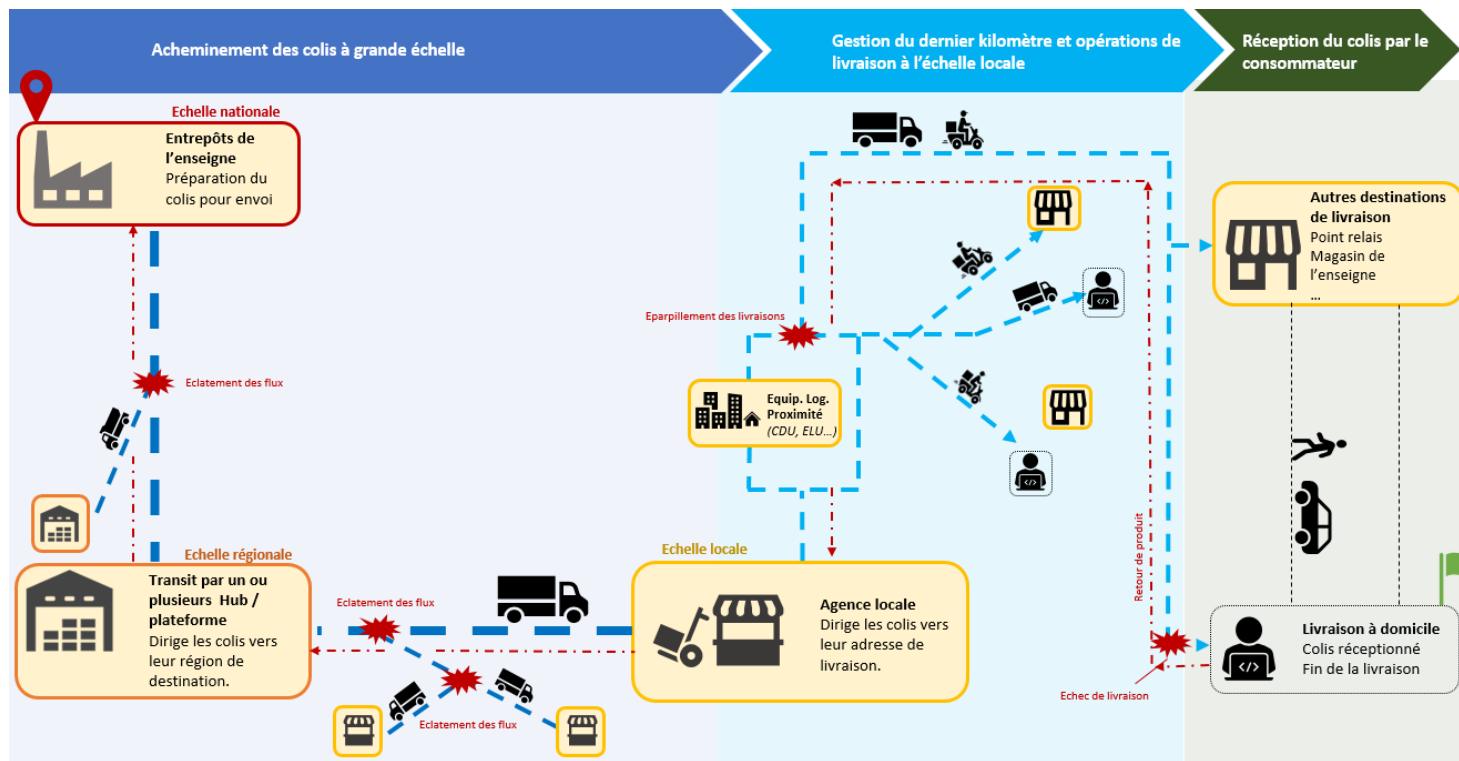 Acheminement des colis à grande échelle
Gestion du dernier kilomètre et opérations de
livraison à l'échelle locale
Réception du colis par le
consommateur
Echelle nationale
Entrepôts de
l'enseigne
Préparation du
colis pour envoi
Autres destinations
de livraison
Point relais
Magasin de
l'enseigne
...
Eparpillement des livraisons
Eclatement des flux
Equip. Log.
Proximité
(CDU, ELU...)
</>
</>
Retour de produit
Echelle régionale
Transit par un ou
plusieurs Hub /
plateforme
Dirige les colis vers
leur région de
destination.
Eclatement des flux
Eclatement des flux
Echelle locale
Agence locale
Dirige les colis vers
leur adresse de
livraison.
Echec de livraison
</>
Livraison à domicile
Colis réceptionné
Fin de la livraison